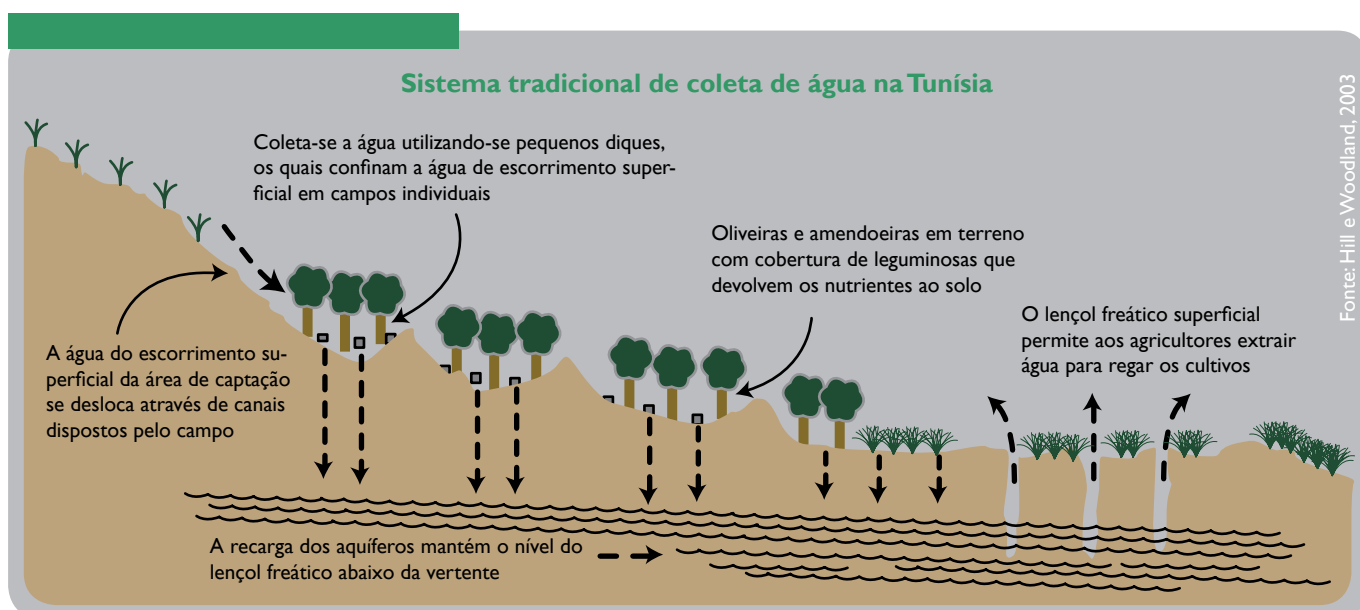 Sistema tradicional de coleta de água na Tunísia
Coleta-se a água utilizando-se pequenos diques,
os quais confinam a água de escorrimento super-
ficial em campos individuais
Oliveiras e amendoeiras em terreno
com cobertura de leguminosas que
devolvem os nutrientes ao solo
O lençol freático superficial
permite aos agricultores extrair
água para regar os cultivos
A água do escorrimento su-
perficial da área de captação
se desloca através de canais
dispostos pelo campo
A recarga dos aquíferos mantém o nível do
lençol freático abaixo da vertente
Fonte: Hill e Woodland, 2003